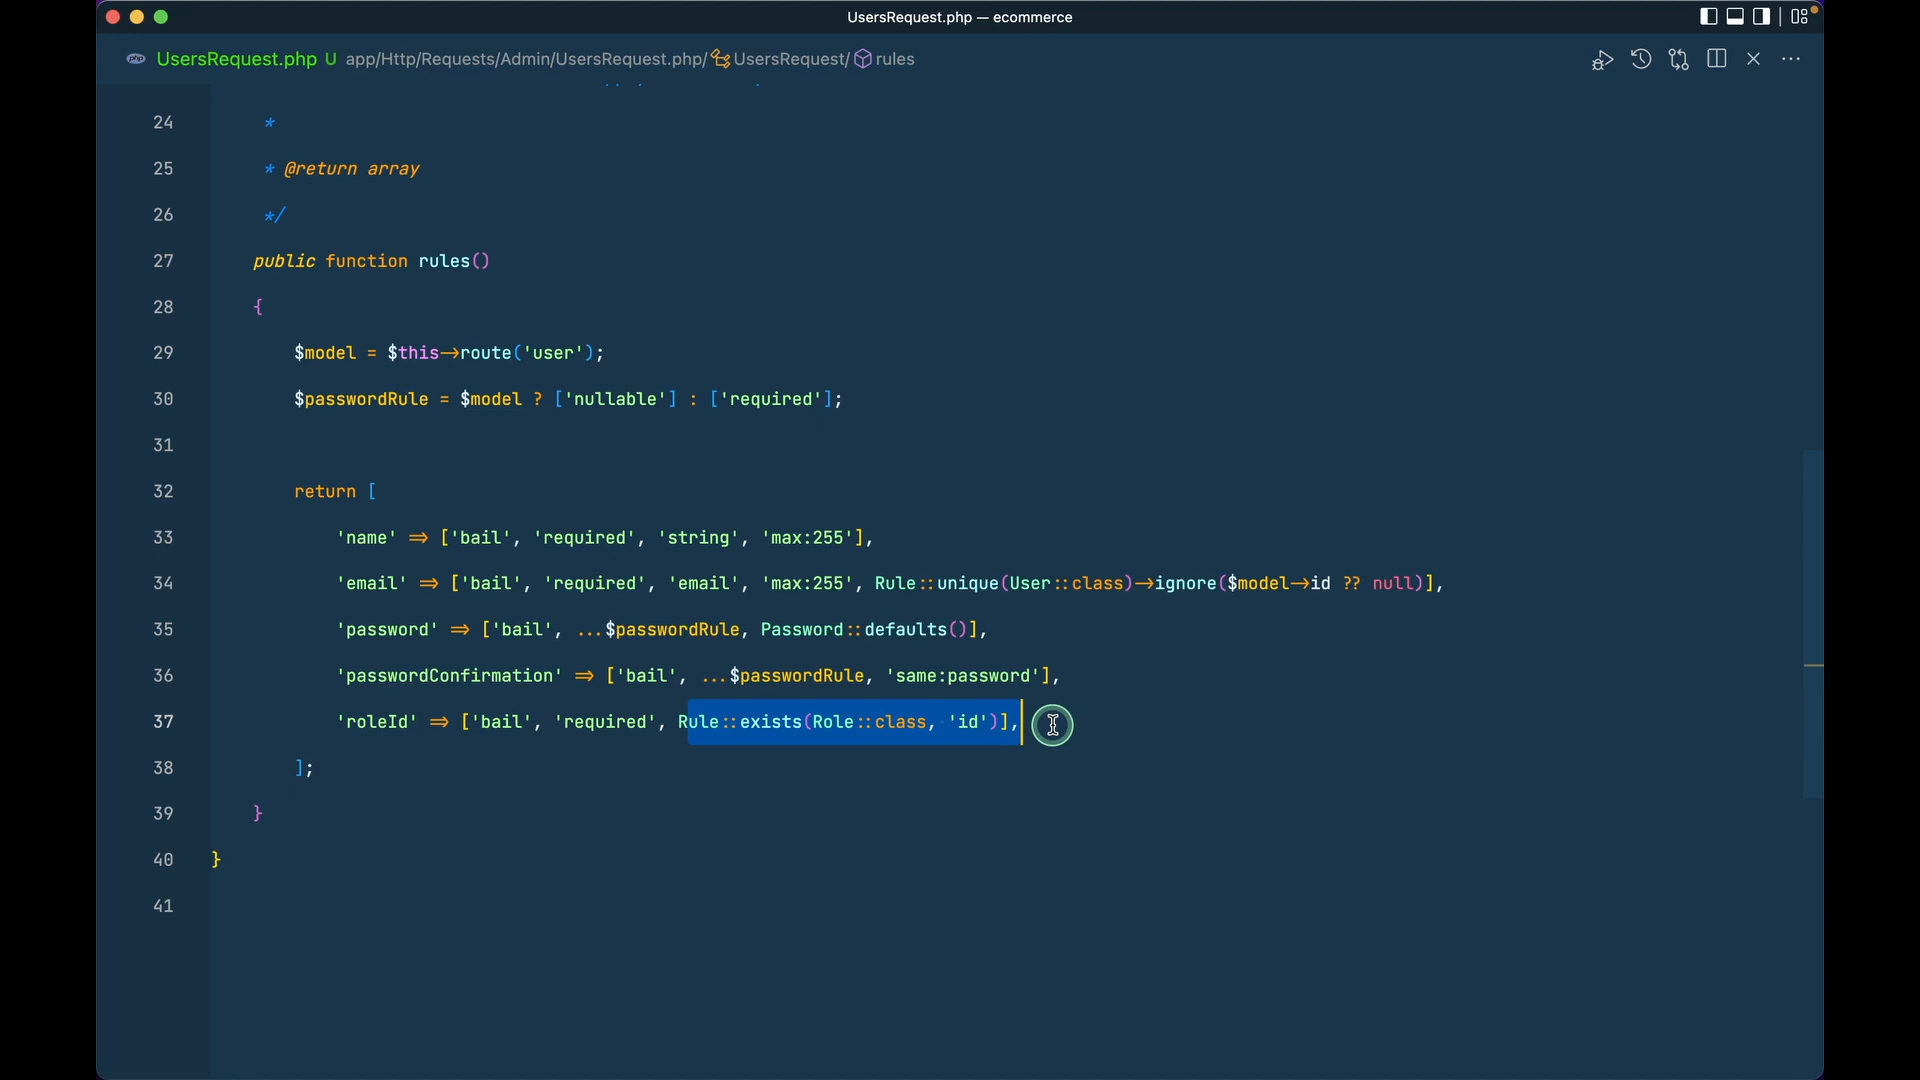 UsersRequest.php — ecommerce
php UsersRequest.php U app/Http/Requests/Admin/UsersRequest.php/ UsersRequest/ rules
24 *
25 * @return array
26 */
27 public function rules()
28 {
29 $model = $this->route('user');
30 $passwordRule = $model ? ['nullable'] : ['required'];
31
32 return [
33 'name' => ['bail', 'required', 'string', 'max:255'],
34 'email' => ['bail', 'required', 'email', 'max:255', Rule::unique(User::class)->ignore($model->id ?? null)],
35 'password' => ['bail', ...$passwordRule, Password::defaults()],
36 'passwordConfirmation' => ['bail', ...$passwordRule, 'same:password'],
37 'roleId' => ['bail', 'required', Rule::exists(Role::class, 'id')],
38 ];
39 }
40 }
41